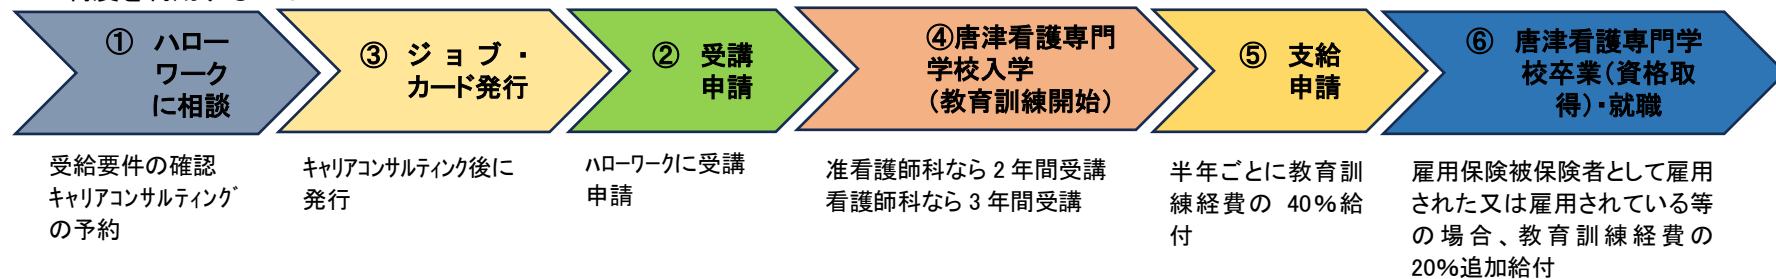 ① ハロー
ワーク
に相談
③ ジョブ・
カード発行
② 受講
申請
④唐津看護専門
学校入学
（教育訓練開始）
⑤ 支給
申請
⑥ 唐津看護専門学
校卒業（資格取
得）・就職
受給要件の確認
ｷｬﾘｱｺﾝｻﾙﾃｨﾝｸﾞ
の予約
ｷｬﾘｱｺﾝｻﾙﾃｨﾝｸﾞ後に
発行
ﾊﾛｰﾜｰｸに受講
申請
准看護師科なら 2 年間受講
看護師科なら 3 年間受講
半年ごとに教育訓
練経費の 40%給
付
雇用保険被保険者として雇用
された又は雇用されている等
の場合、教育訓練経費の
20%追加給付